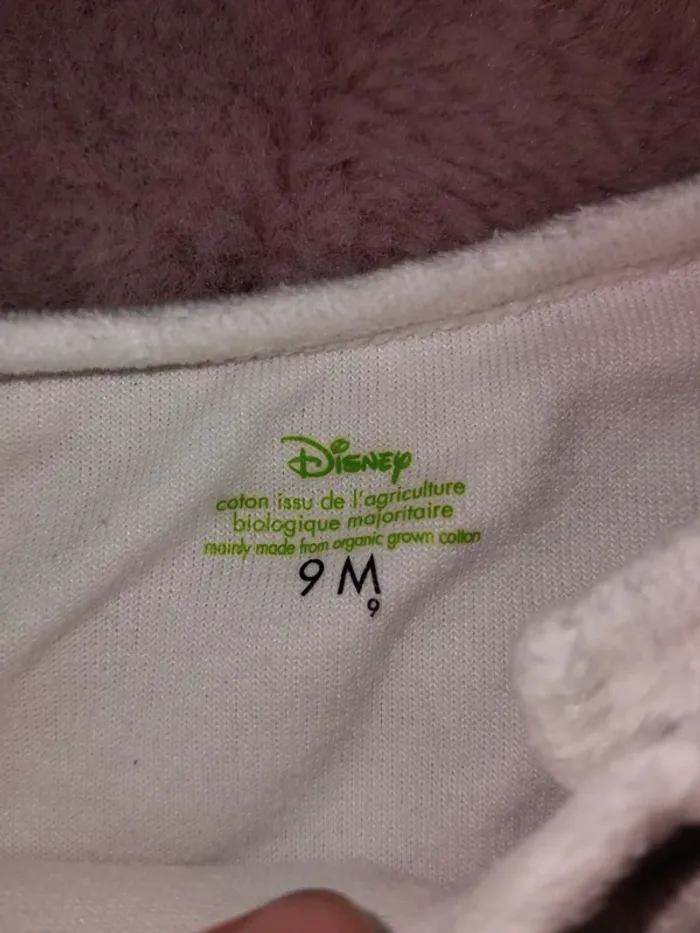 Disney
coton issu de l'agriculture
biologique majoritaire
mainly made from organic grown cotton
9 M
9